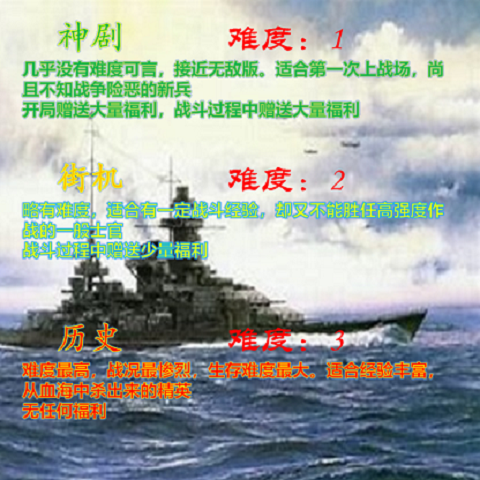 神剧 难度：1
几乎没有难度可言，接近无敌版。适合第一次上战场，尚
且不知战争险恶的新兵
开局赠送大量福利，战斗过程中赠送大量福利
街机 难度：2
略有难度，适合有一定战斗经验，却又不能胜任高强度作
战的一般士官
战斗过程中赠送少量福利
历史 难度：3
难度最高，战况最惨烈，生存难度最大。适合经验丰富，
从血海中杀出来的精英
无任何福利